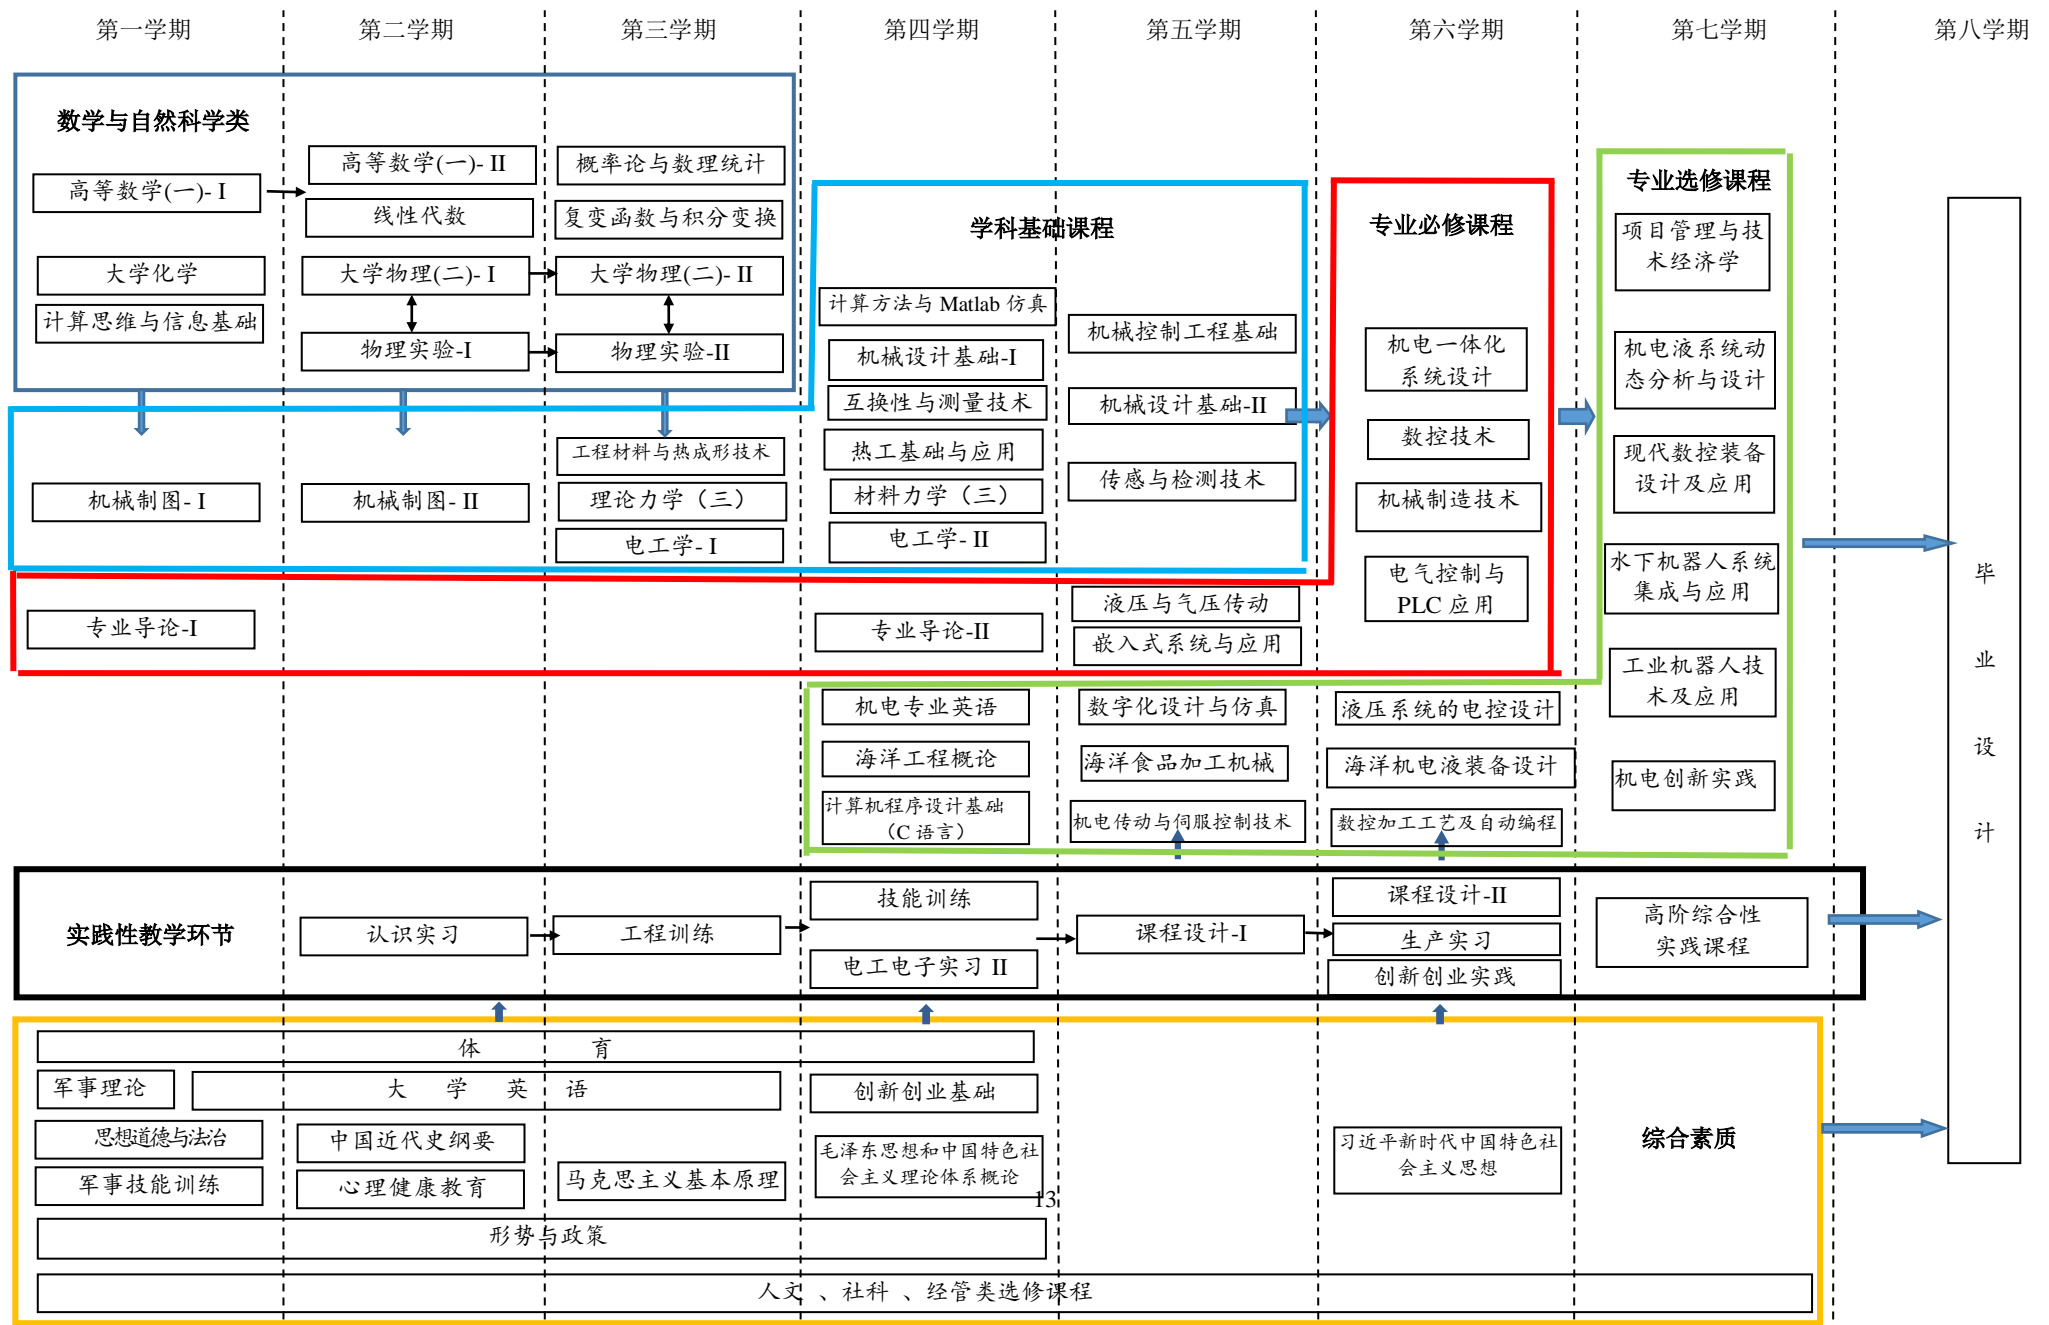 第一学期
第二学期
第三学期
第四学期
第五学期
第六学期
第七学期
第八学期
数学与自然科学类
高等数学(一)- I
大学化学
计算思维与信息基础
高等数学(一)- II
线性代数
大学物理(二)- I
物理实验-I
概率论与数理统计
复变函数与积分变换
大学物理(二)- II
物理实验-II
学科基础课程
机械制图- I
机械制图- II
工程材料与热成形技术
理论力学（三）
电工学- I
计算方法与 Matlab 仿真
机械设计基础-I
互换性与测量技术
热工基础与应用
材料力学（三）
电工学- II
机械控制工程基础
机械设计基础-II
传感与检测技术
专业必修课程
专业导论-I
专业导论-II
液压与气压传动
嵌入式系统与应用
机电一体化
系统设计
数控技术
机械制造技术
电气控制与
PLC 应用
专业选修课程
项目管理与技
术经济学
机电液系统动
态分析与设计
现代数控装备
设计及应用
水下机器人系统
集成与应用
工业机器人技
术及应用
机电创新实践
机电专业英语
海洋工程概论
计算机程序设计基础
（C 语言）
数字化设计与仿真
海洋食品加工机械
机电传动与伺服控制技术
液压系统的电控设计
海洋机电液装备设计
数控加工工艺及自动编程
实践性教学环节
认识实习
工程训练
技能训练
电工电子实习 II
课程设计-I
课程设计-II
生产实习
创新创业实践
高阶综合性
实践课程
体 育
军事理论
大 学 英 语
创新创业基础
思想道德与法治
中国近代史纲要
军事技能训练
心理健康教育
马克思主义基本原理
毛泽东思想和中国特色社
会主义理论体系概论
习近平新时代中国特色社
会主义思想
综合素质
13
形势与政策
人文 、社科 、经管类选修课程
毕
业
设
计